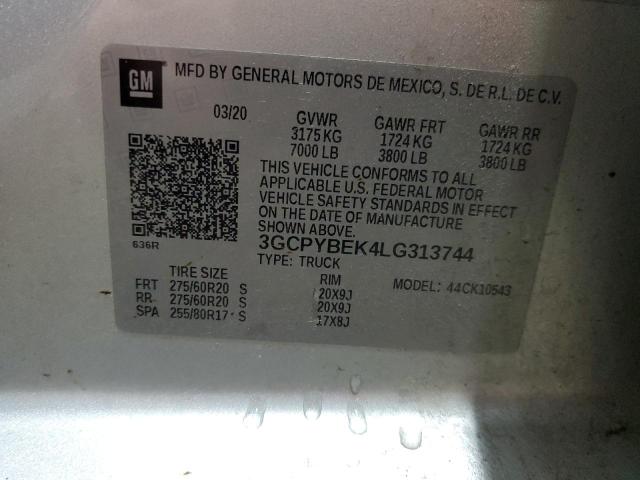 GM
MFD BY GENERAL MOTORS DE MEXICO, S. DE R.L. DE C.V.
03/20 GVWR GAWR FRT GAWR RR
3175 KG 1724 KG 1724 KG
7000 LB 3800 LB 3800 LB
THIS VEHICLE CONFORMS TO ALL
APPLICABLE U.S. FEDERAL MOTOR
VEHICLE SAFETY STANDARDS IN EFFECT
ON THE DATE OF MANUFACTURE
SHOWN ABOVE.
636R
3GCPYBEK4LG313744
TYPE: TRUCK
TIRE SIZE RIM MODEL: 44CK10543
FRT 275/60R20 S 20X9J
RR 275/60R20 S 20X9J
SPA 255/80R17 S 17X8J